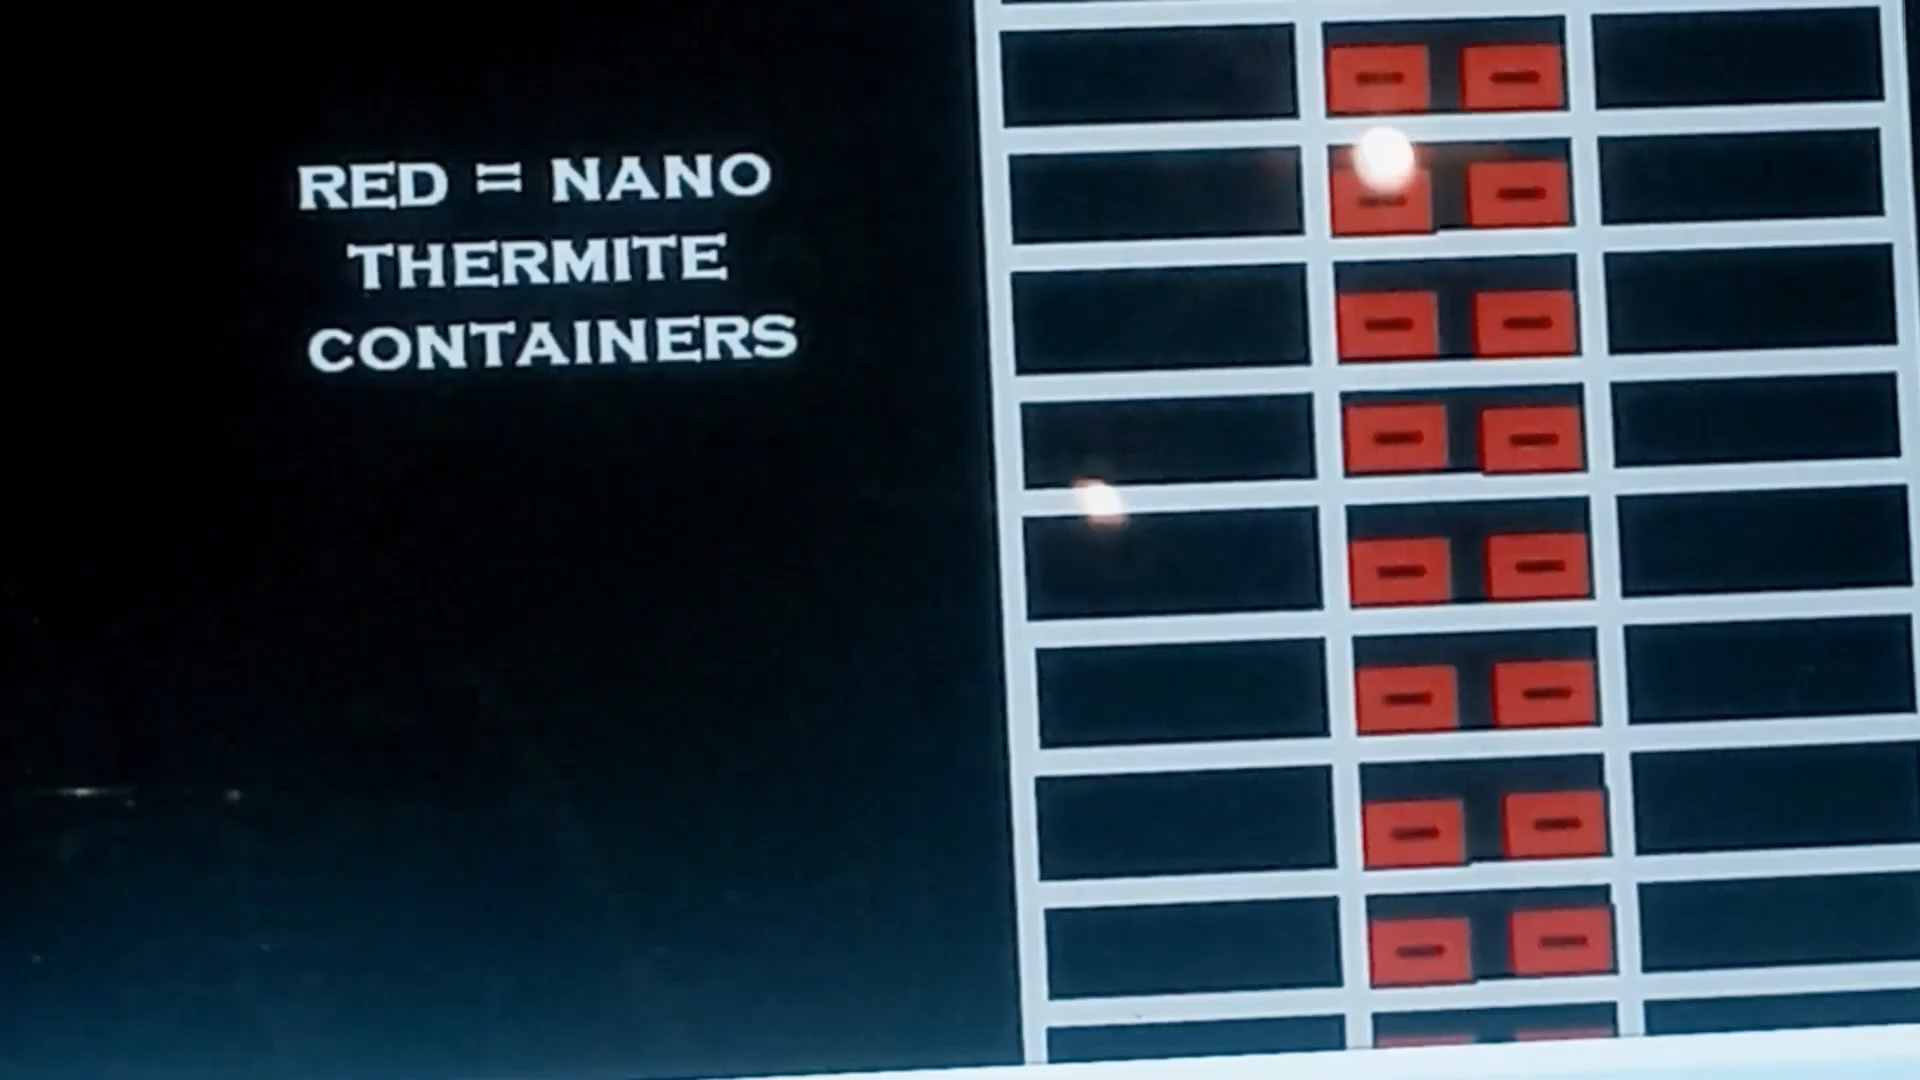 RED = NANO
THERMITE
CONTAINERS